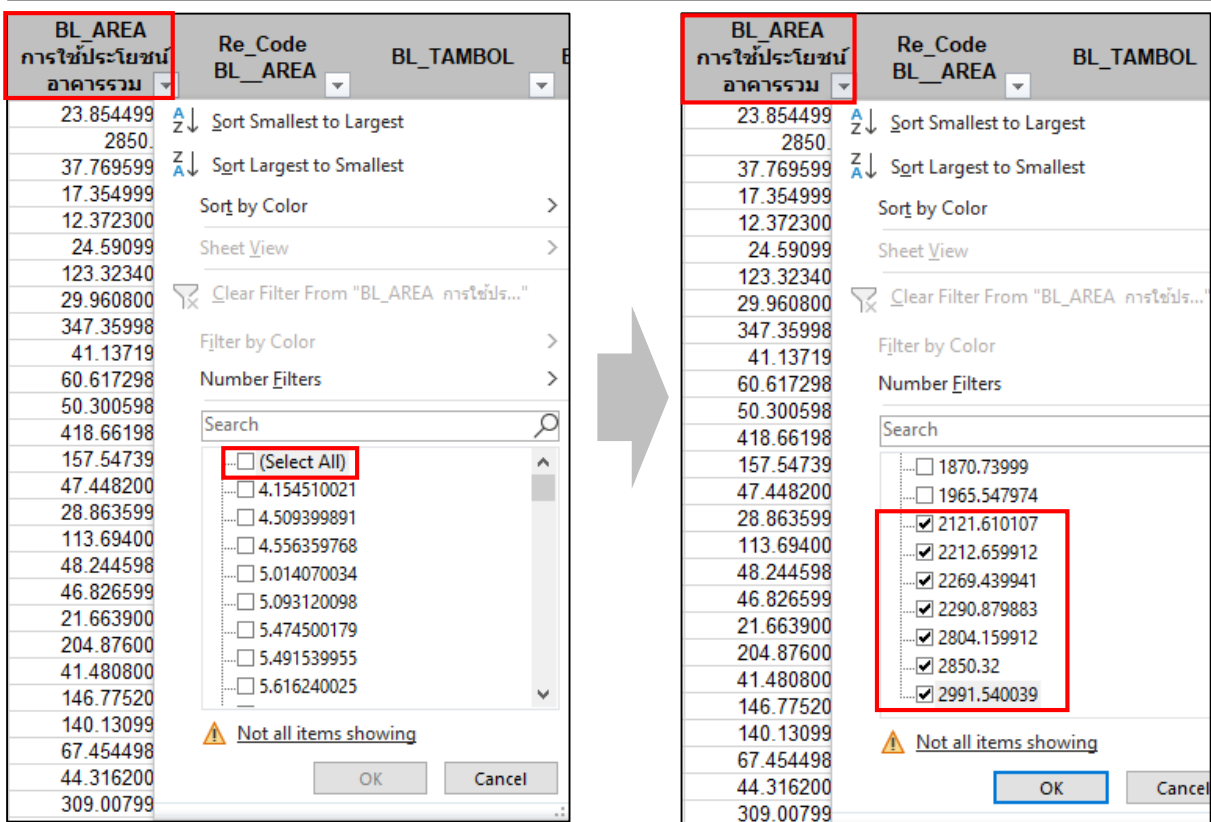 BL_AREA
การใช้ประโยชน์
อาคารรวม
Re_Code
BL__AREA
BL_TAMBOL
23.854499
2850.
37.769599
17.354999
12.372300
24.59099
123.32340
29.960800
347.35998
41.13719
60.617298
50.300598
418.66198
157.54739
47.448200
28.863599
113.69400
48.244598
46.826599
21.663900
204.87600
41.480800
146.77520
140.13099
67.454498
44.316200
309.00799
Sort Smallest to Largest
Sort Largest to Smallest
Sort by Color
Sheet View
Clear Filter From "BL_AREA การใช้ประ..."
Filter by Color
Number Filters
Search
(Select All)
4.154510021
4.509399891
4.556359768
5.014070034
5.093120098
5.474500179
5.491539955
5.616240025
Not all items showing
OK
Cancel
BL_AREA
การใช้ประโยชน์
อาคารรวม
Re_Code
BL__AREA
BL_TAMBOL
23.854499
2850.
37.769599
17.354999
12.372300
24.59099
123.32340
29.960800
347.35998
41.13719
60.617298
50.300598
418.66198
157.54739
47.448200
28.863599
113.69400
48.244598
46.826599
21.663900
204.87600
41.480800
146.77520
140.13099
67.454498
44.316200
309.00799
Sort Smallest to Largest
Sort Largest to Smallest
Sort by Color
Sheet View
Clear Filter From "BL_AREA การใช้ปร..."
Filter by Color
Number Filters
Search
1870.73999
1965.547974
2121.610107
2212.659912
2269.439941
2290.879883
2804.159912
2850.32
2991.540039
Not all items showing
OK
Cancel